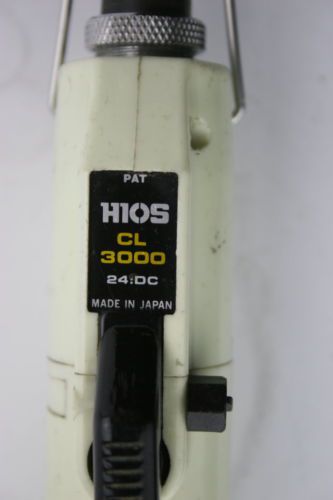 PAT
HIOS
CL
3000
24.DC
MADE IN JAPAN